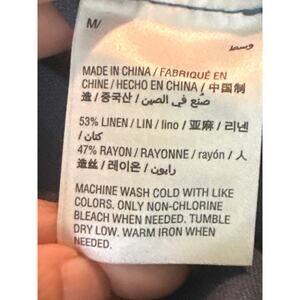 M/
وسط
MADE IN CHINA / FABRIQUÉ EN
CHINE / HECHO EN CHINA / 中国制
造 / 중국산 / صنع في الصين /
53% LINEN / LIN / lino / 亚麻 / 리넨
/ كتان
47% RAYON / RAYONNE / rayón / 人
造丝 / 레이온 / رايون
MACHINE WASH COLD WITH LIKE
COLORS. ONLY NON-CHLORINE
BLEACH WHEN NEEDED. TUMBLE
DRY LOW. WARM IRON WHEN
NEEDED.